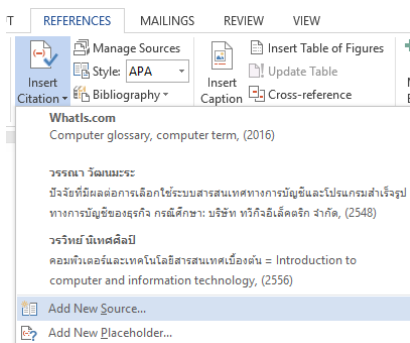 T REFERENCES MAILINGS REVIEW VIEW
Manage Sources
Style: APA
Bibliography
Insert Citation
Insert Caption
Insert Table of Figures
Update Table
Cross-reference
WhatIs.com
Computer glossary, computer term, (2016)
วรรณา วัฒนมะระ
ปัจจัยที่มีผลต่อการเลือกใช้ระบบสารสนเทศทางการบัญชีและโปรแกรมสำเร็จรูป
ทางการบัญชีของธุรกิจ กรณีศึกษา: บริษัท ทวีกิจอิเล็คตริก จำกัด, (2548)
วรวิทย์ นิเทศศิลป์
คอมพิวเตอร์และเทคโนโลยีสารสนเทศเบื้องต้น = Introduction to
computer and information technology, (2556)
Add New Source...
Add New Placeholder...